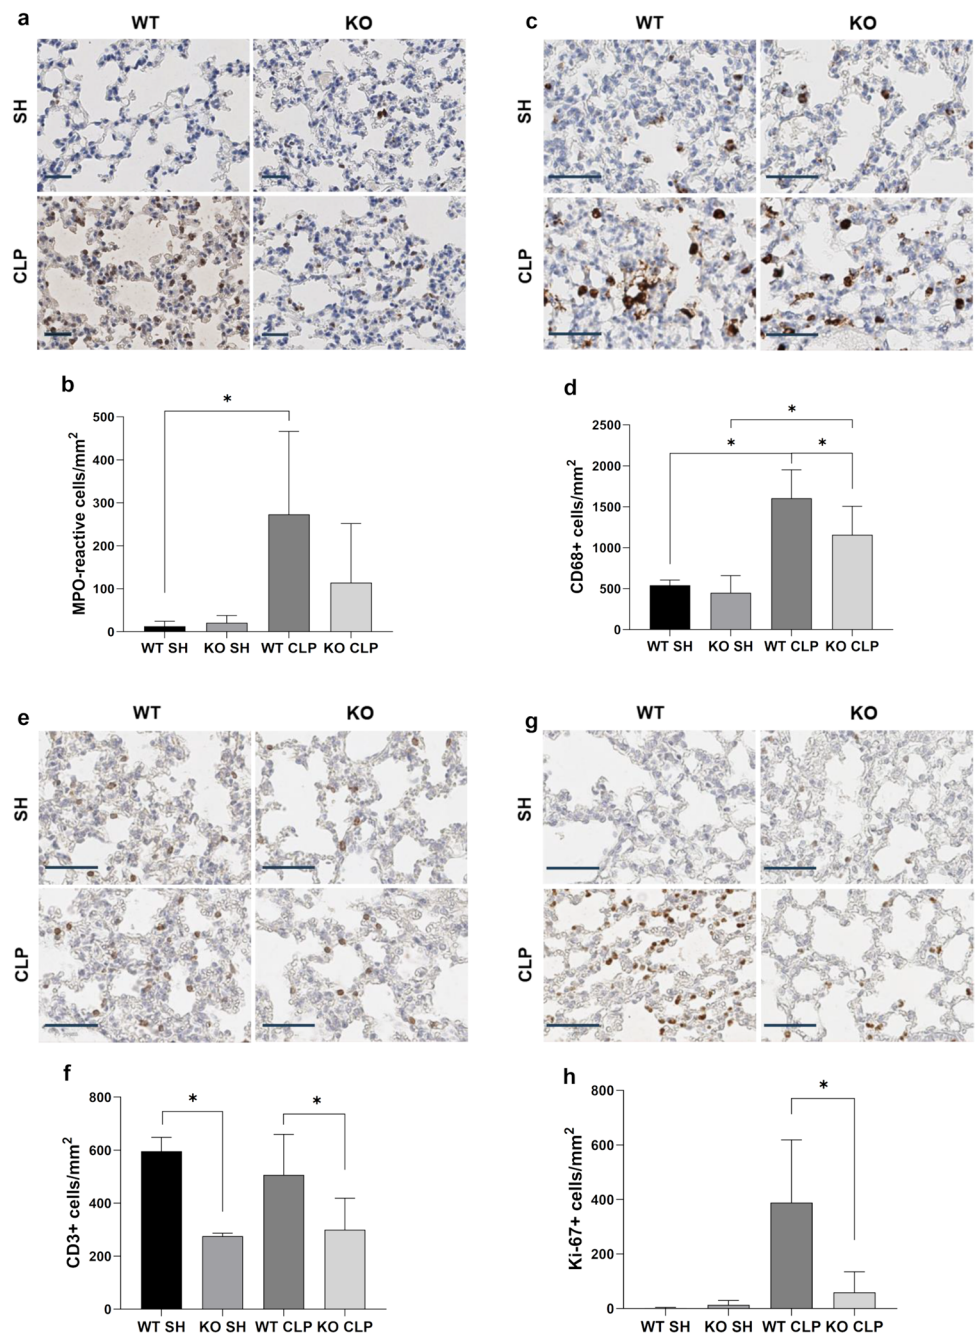 a
WT
KO
SH
CLP
c
WT
KO
SH
CLP
b
MPO-reactive cells/mm2
500
400
300
200
100
0
*
WT SH
KO SH
WT CLP
KO CLP
d
CD68+ cells/mm2
2500
2000
1500
1000
500
0
*
*
*
WT SH
KO SH
WT CLP
KO CLP
e
WT
KO
SH
CLP
g
WT
KO
SH
CLP
f
CD3+ cells/mm2
800
600
400
200
0
*
*
WT SH
KO SH
WT CLP
KO CLP
h
Ki-67+ cells/mm2
800
600
400
200
0
*
WT SH
KO SH
WT CLP
KO CLP